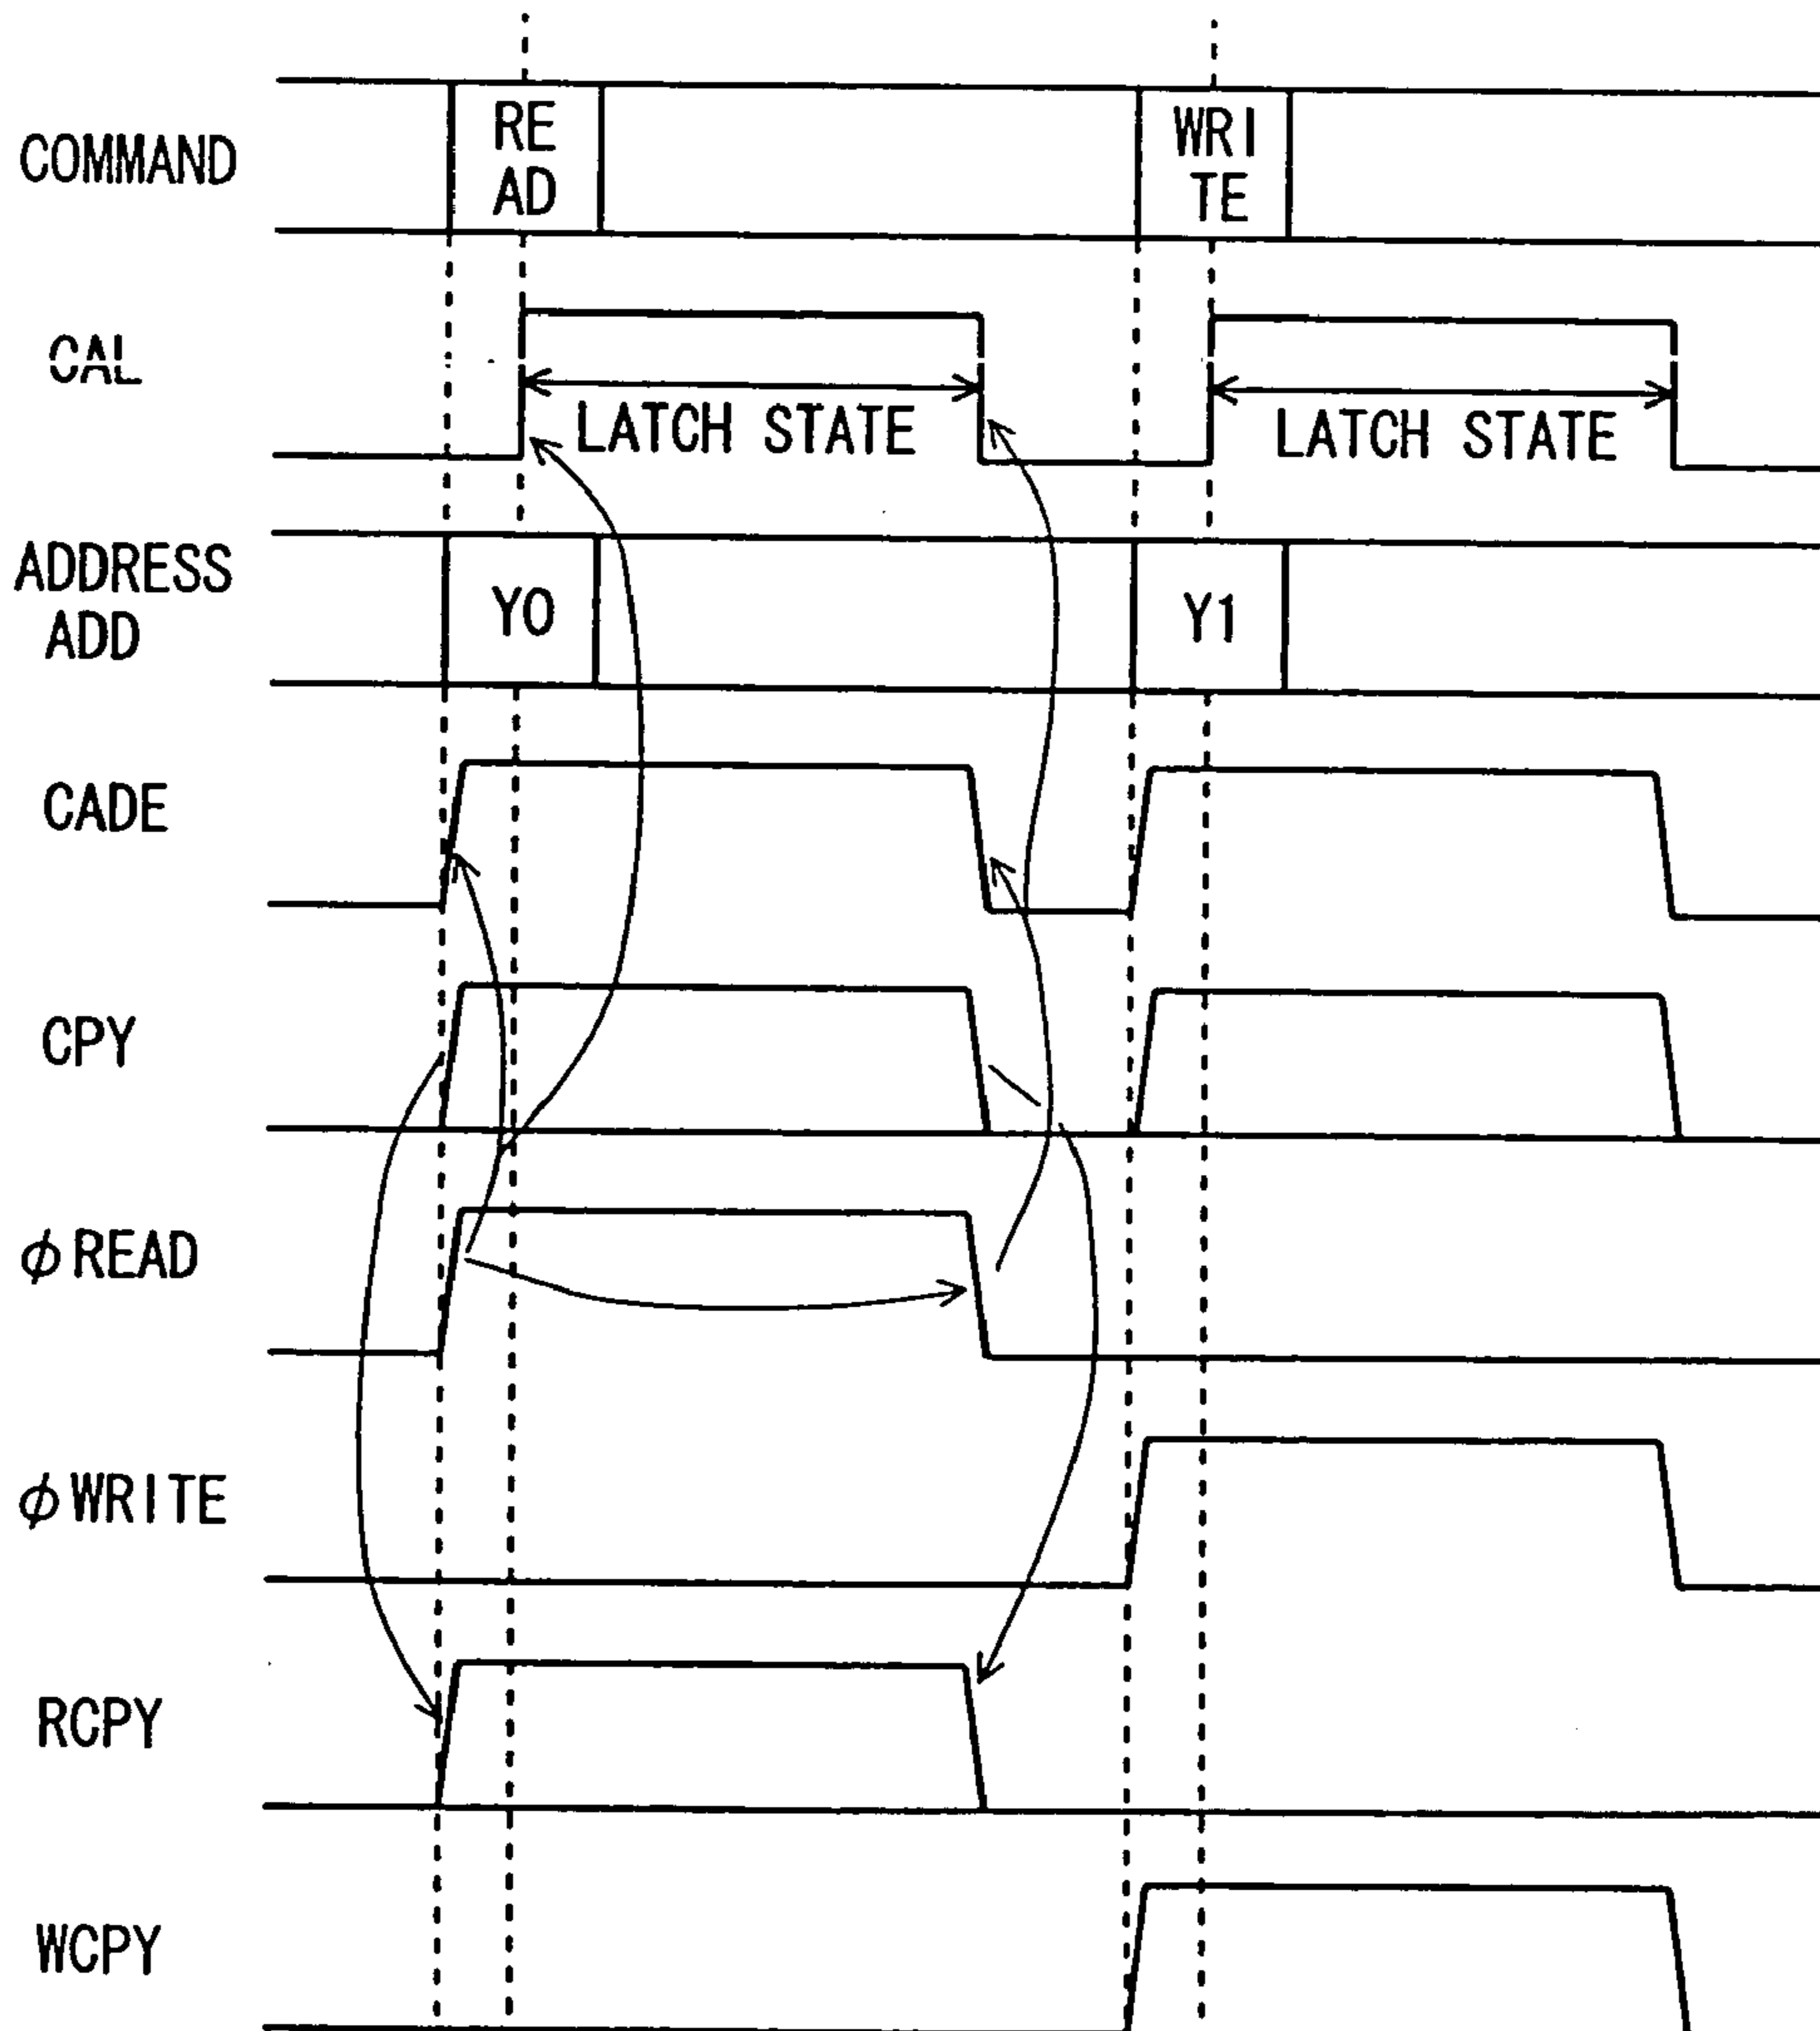 COMMAND
RE
AD
WRI
TE
CAL
LATCH STATE
LATCH STATE
ADDRESS
ADD
Y0
Y1
CADE
CPY
φREAD
φWRITE
RCPY
WCPY